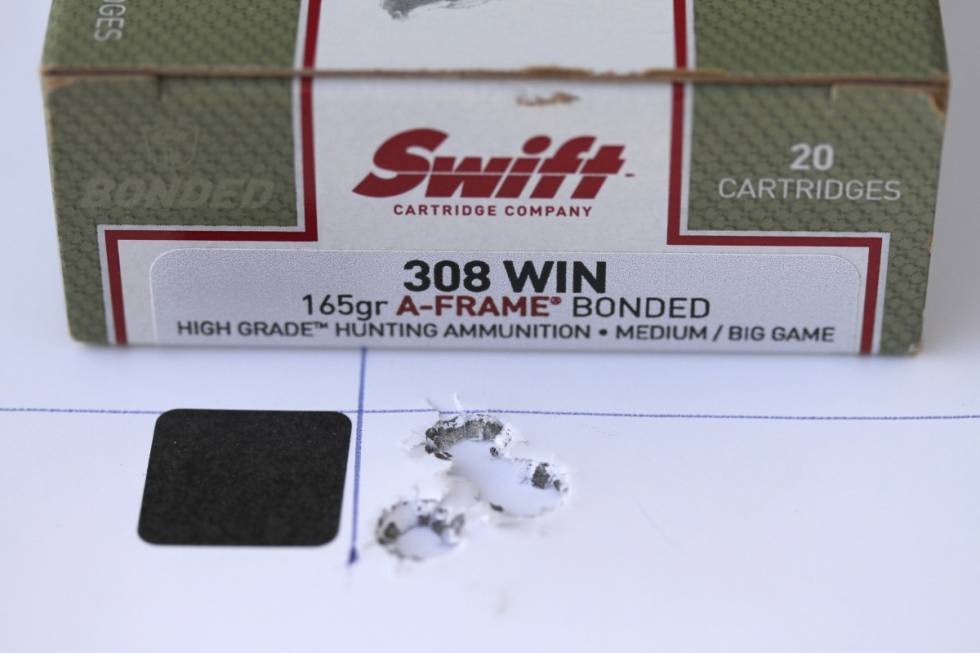 BONDED
Swift
CARTRIDGE COMPANY
20
CARTRIDGES
308 WIN
165gr A-FRAME® BONDED
HIGH GRADE™ HUNTING AMMUNITION • MEDIUM / BIG GAME